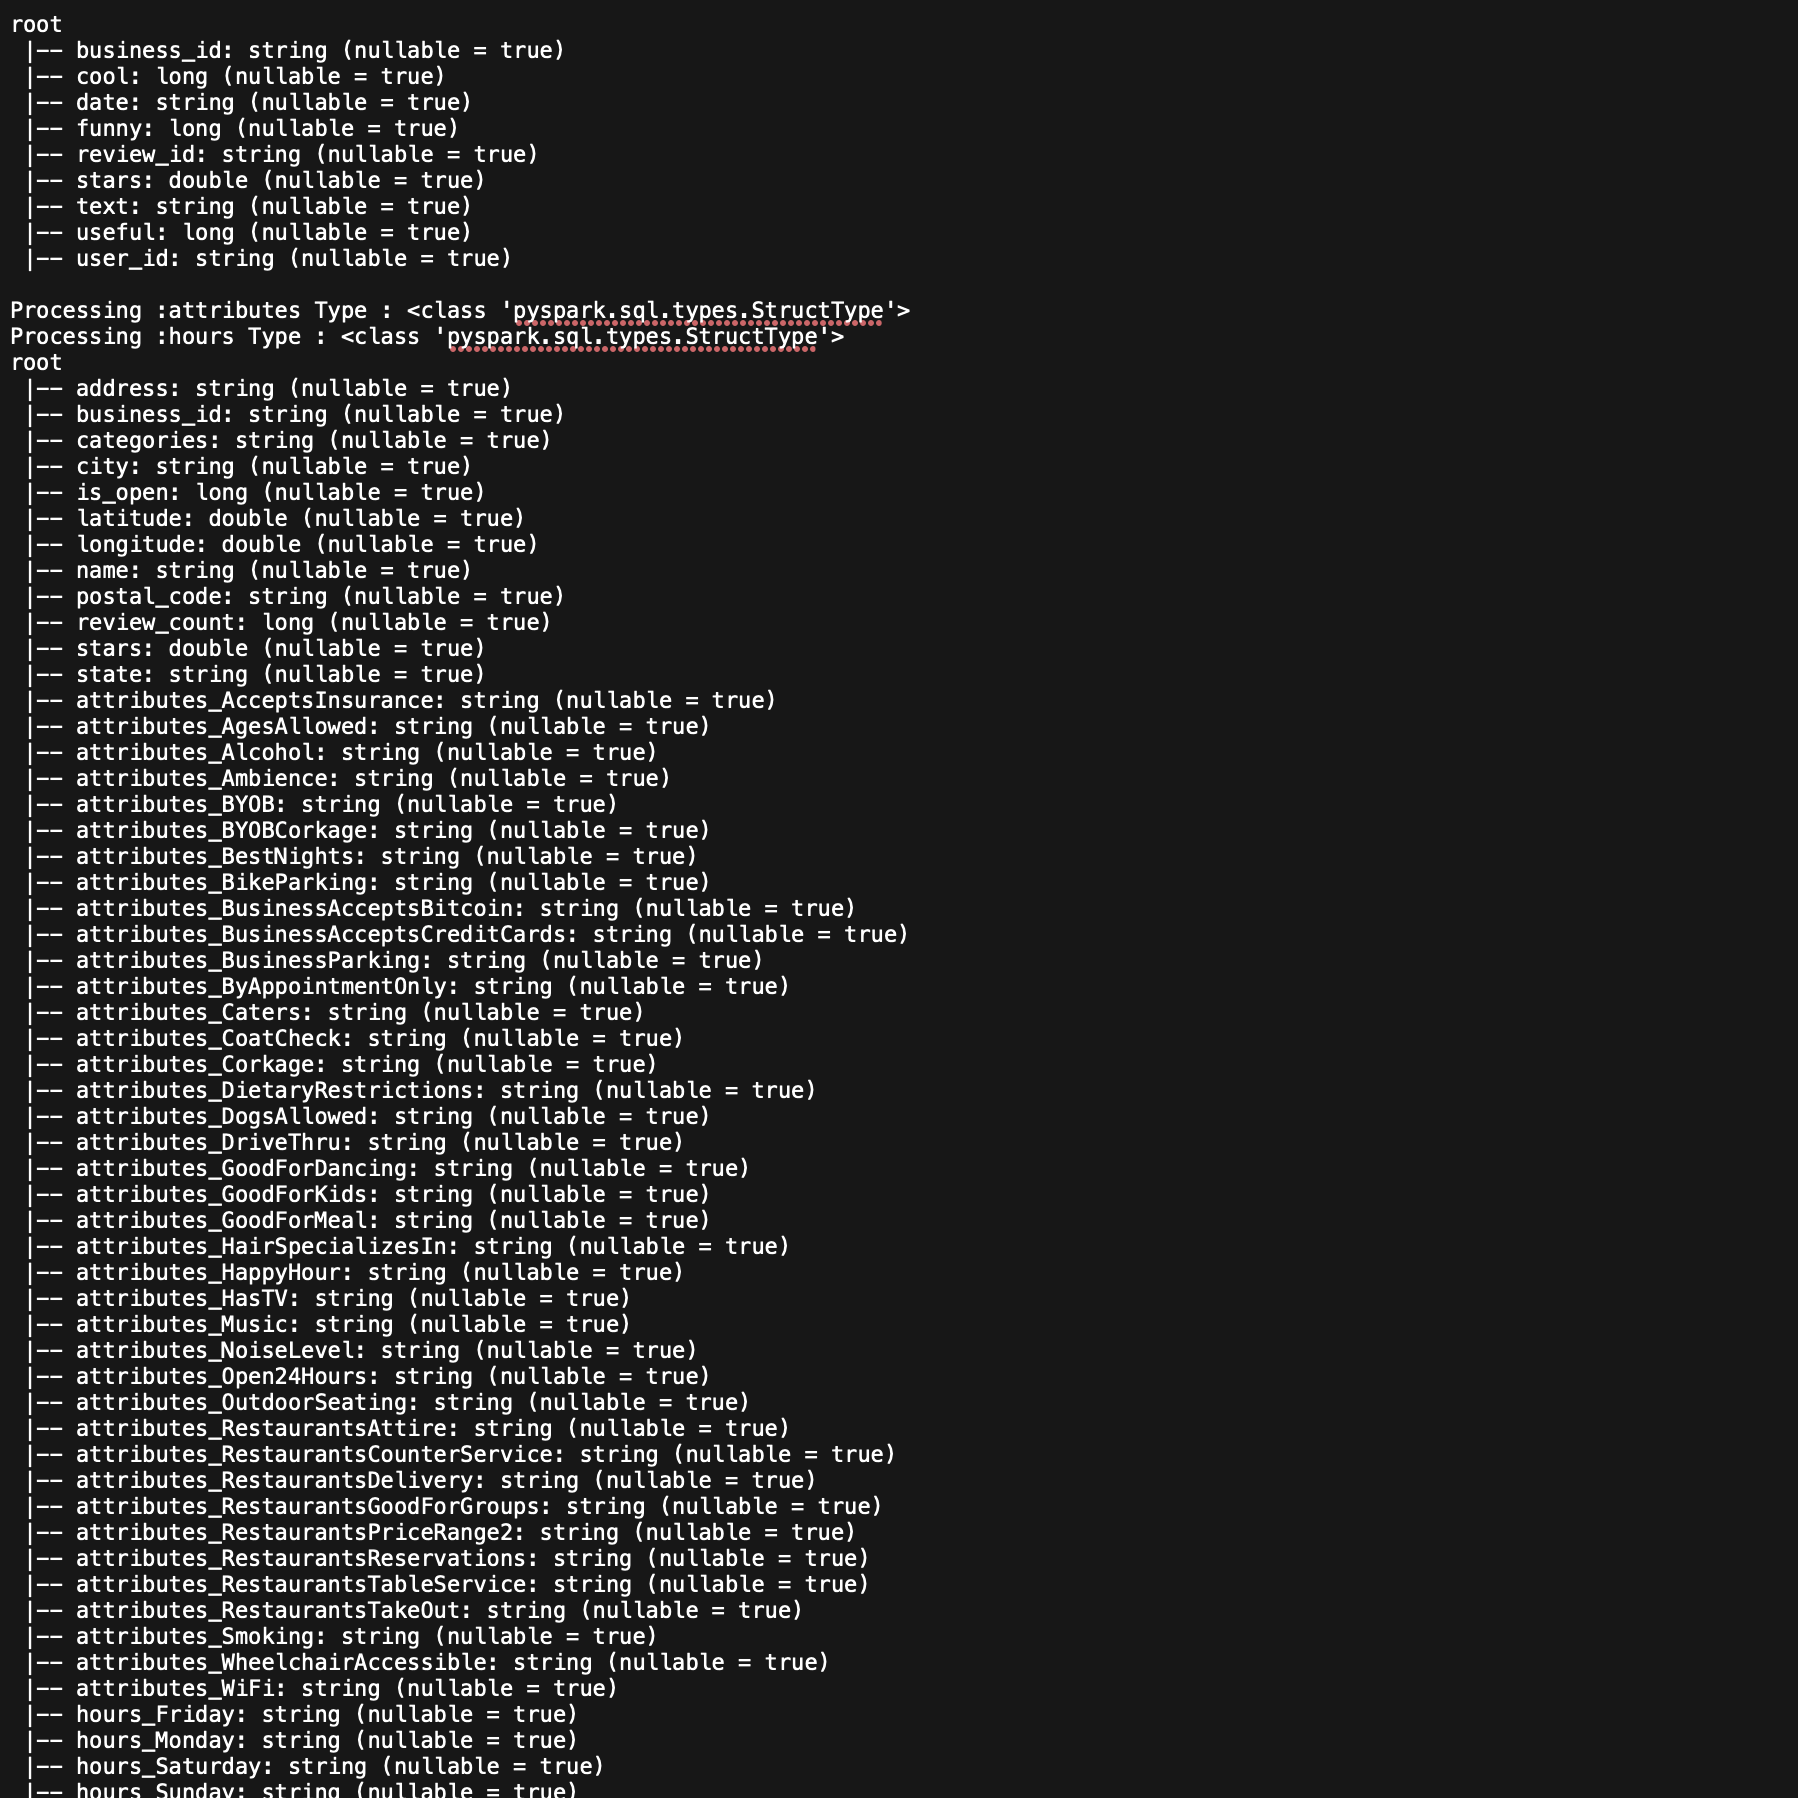 root
 |-- business_id: string (nullable = true)
 |-- cool: long (nullable = true)
 |-- date: string (nullable = true)
 |-- funny: long (nullable = true)
 |-- review_id: string (nullable = true)
 |-- stars: double (nullable = true)
 |-- text: string (nullable = true)
 |-- useful: long (nullable = true)
 |-- user_id: string (nullable = true)

Processing :attributes Type : <class 'pyspark.sql.types.StructType'>
Processing :hours Type : <class 'pyspark.sql.types.StructType'>
root
 |-- address: string (nullable = true)
 |-- business_id: string (nullable = true)
 |-- categories: string (nullable = true)
 |-- city: string (nullable = true)
 |-- is_open: long (nullable = true)
 |-- latitude: double (nullable = true)
 |-- longitude: double (nullable = true)
 |-- name: string (nullable = true)
 |-- postal_code: string (nullable = true)
 |-- review_count: long (nullable = true)
 |-- stars: double (nullable = true)
 |-- state: string (nullable = true)
 |-- attributes_AcceptsInsurance: string (nullable = true)
 |-- attributes_AgesAllowed: string (nullable = true)
 |-- attributes_Alcohol: string (nullable = true)
 |-- attributes_Ambience: string (nullable = true)
 |-- attributes_BYOB: string (nullable = true)
 |-- attributes_BYOBCorkage: string (nullable = true)
 |-- attributes_BestNights: string (nullable = true)
 |-- attributes_BikeParking: string (nullable = true)
 |-- attributes_BusinessAcceptsBitcoin: string (nullable = true)
 |-- attributes_BusinessAcceptsCreditCards: string (nullable = true)
 |-- attributes_BusinessParking: string (nullable = true)
 |-- attributes_ByAppointmentOnly: string (nullable = true)
 |-- attributes_Caters: string (nullable = true)
 |-- attributes_CoatCheck: string (nullable = true)
 |-- attributes_Corkage: string (nullable = true)
 |-- attributes_DietaryRestrictions: string (nullable = true)
 |-- attributes_DogsAllowed: string (nullable = true)
 |-- attributes_DriveThru: string (nullable = true)
 |-- attributes_GoodForDancing: string (nullable = true)
 |-- attributes_GoodForKids: string (nullable = true)
 |-- attributes_GoodForMeal: string (nullable = true)
 |-- attributes_HairSpecializesIn: string (nullable = true)
 |-- attributes_HappyHour: string (nullable = true)
 |-- attributes_HasTV: string (nullable = true)
 |-- attributes_Music: string (nullable = true)
 |-- attributes_NoiseLevel: string (nullable = true)
 |-- attributes_Open24Hours: string (nullable = true)
 |-- attributes_OutdoorSeating: string (nullable = true)
 |-- attributes_RestaurantsAttire: string (nullable = true)
 |-- attributes_RestaurantsCounterService: string (nullable = true)
 |-- attributes_RestaurantsDelivery: string (nullable = true)
 |-- attributes_RestaurantsGoodForGroups: string (nullable = true)
 |-- attributes_RestaurantsPriceRange2: string (nullable = true)
 |-- attributes_RestaurantsReservations: string (nullable = true)
 |-- attributes_RestaurantsTableService: string (nullable = true)
 |-- attributes_RestaurantsTakeOut: string (nullable = true)
 |-- attributes_Smoking: string (nullable = true)
 |-- attributes_WheelchairAccessible: string (nullable = true)
 |-- attributes_WiFi: string (nullable = true)
 |-- hours_Friday: string (nullable = true)
 |-- hours_Monday: string (nullable = true)
 |-- hours_Saturday: string (nullable = true)
 |-- hours_Sunday: string (nullable = true)